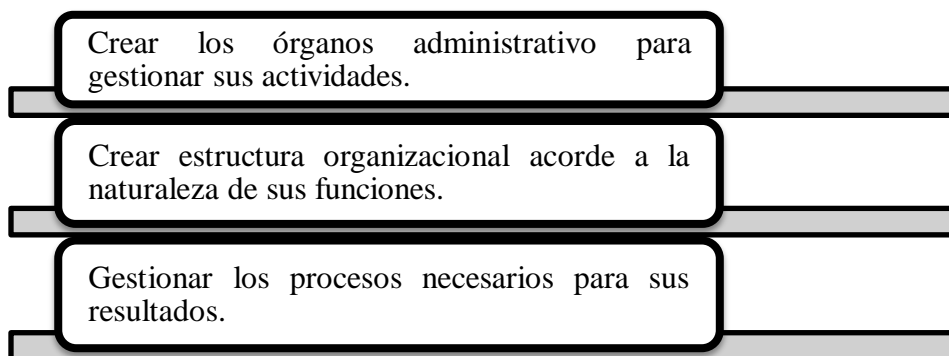 Crear los órganos administrativo para
gestionar sus actividades.
Crear estructura organizacional acorde a la
naturaleza de sus funciones.
Gestionar los procesos necesarios para sus
resultados.